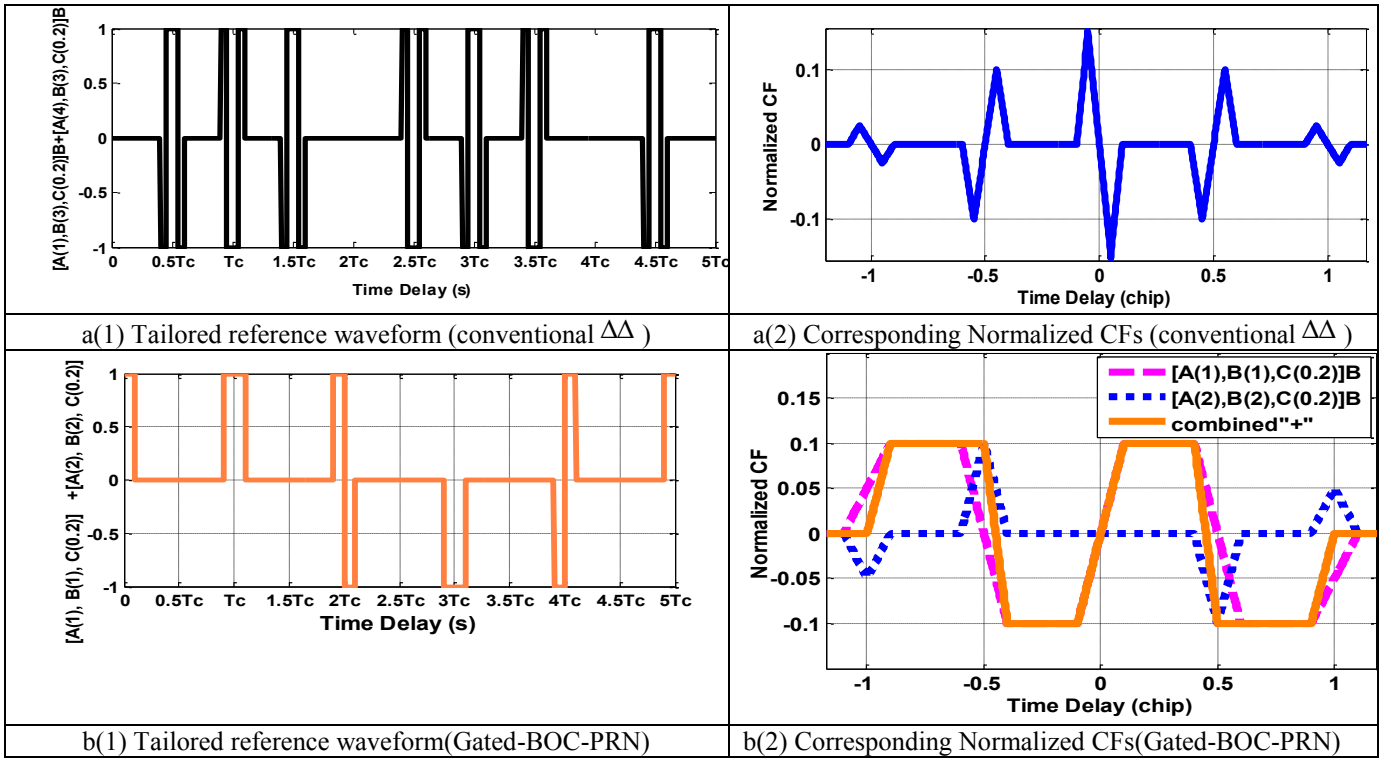 [A(1),B(3),C(0.2)]B+[A(4),B(3),C(0.2)]B
1
0.5
0
-0.5
-1
0 0.5Tc Tc 1.5Tc 2Tc 2.5Tc 3Tc 3.5Tc 4Tc 4.5Tc 5Tc
Time Delay (s)
Normalized CF
0.1
0
-0.1
-1 -0.5 0 0.5 1
Time Delay (chip)
a(1) Tailored reference waveform (conventional ΔΔ )
a(2) Corresponding Normalized CFs (conventional ΔΔ )
[A(1), B(1), C(0.2)] +[A(2), B(2), C(0.2)]
1
0.5
0
-0.5
-1
0 0.5Tc Tc 1.5Tc 2Tc 2.5Tc 3Tc 3.5Tc 4Tc 4.5Tc 5Tc
Time Delay (s)
Normalized CF
0.15
0.1
0.05
0
-0.05
-0.1
[A(1),B(1),C(0.2)]B
[A(2),B(2),C(0.2)]B
combined"+"
-1 -0.5 0 0.5 1
Time Delay (chip)
b(1) Tailored reference waveform(Gated-BOC-PRN)
b(2) Corresponding Normalized CFs(Gated-BOC-PRN)